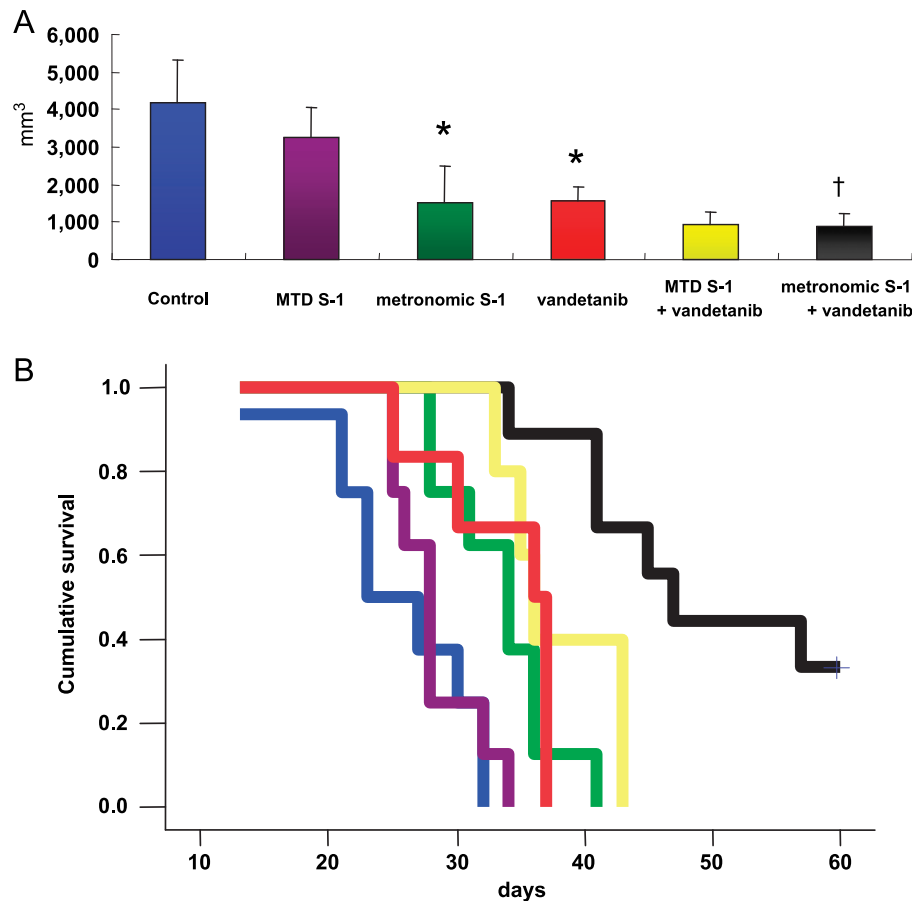 A
6,000
5,000
4,000
3,000
2,000
1,000
0
mm³
*
*
†
Control
MTD S-1
metronomic S-1
vandetanib
MTD S-1
+ vandetanib
metronomic S-1
+ vandetanib
B
1.0
0.8
0.6
0.4
0.2
0.0
Cumulative survival
10 20 30 40 50 60
days